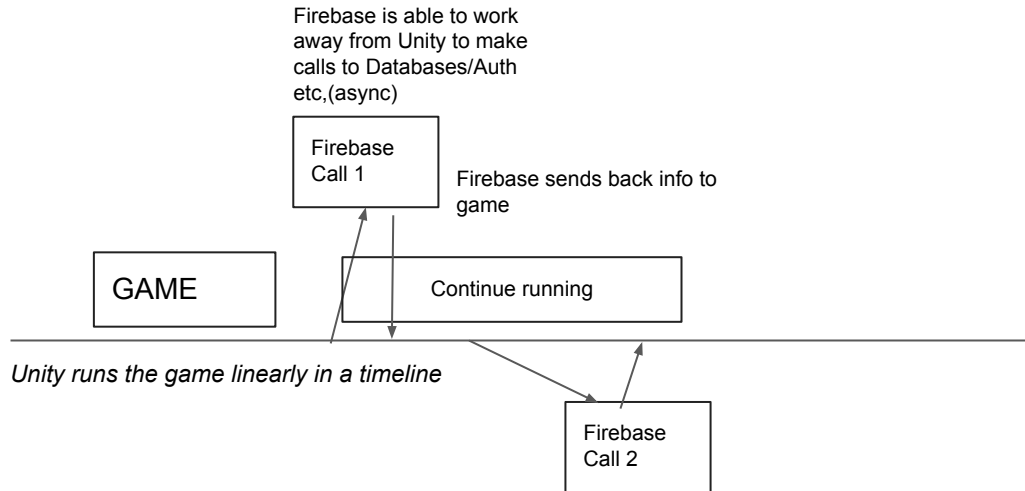 Firebase is able to work
away from Unity to make
calls to Databases/Auth
etc,(async)
Firebase
Call 1
Firebase sends back info to
game
GAME
Continue running
Unity runs the game linearly in a timeline
Firebase
Call 2